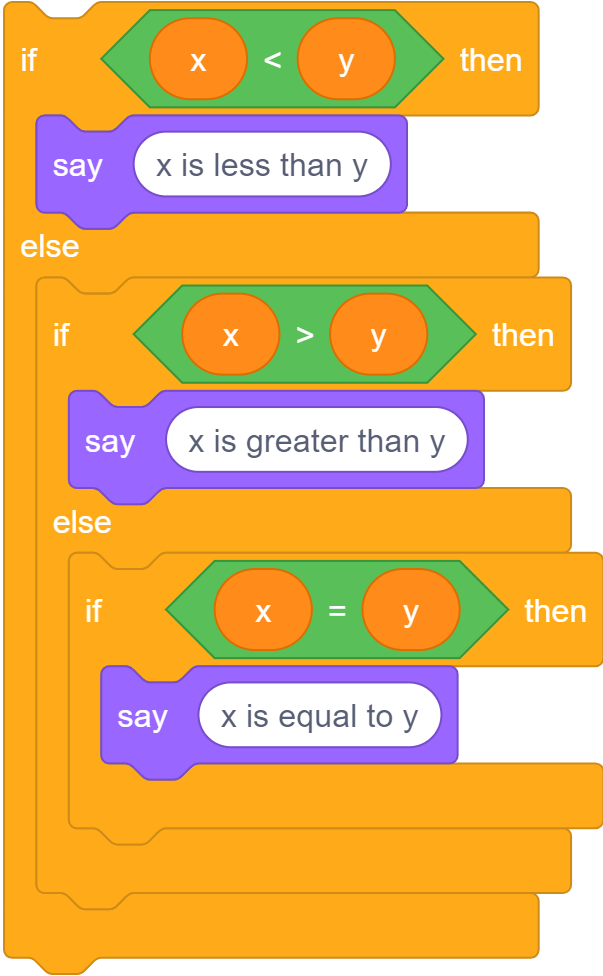 if x < y then
say x is less than y
else
if x > y then
say x is greater than y
else
if x = y then
say x is equal to y